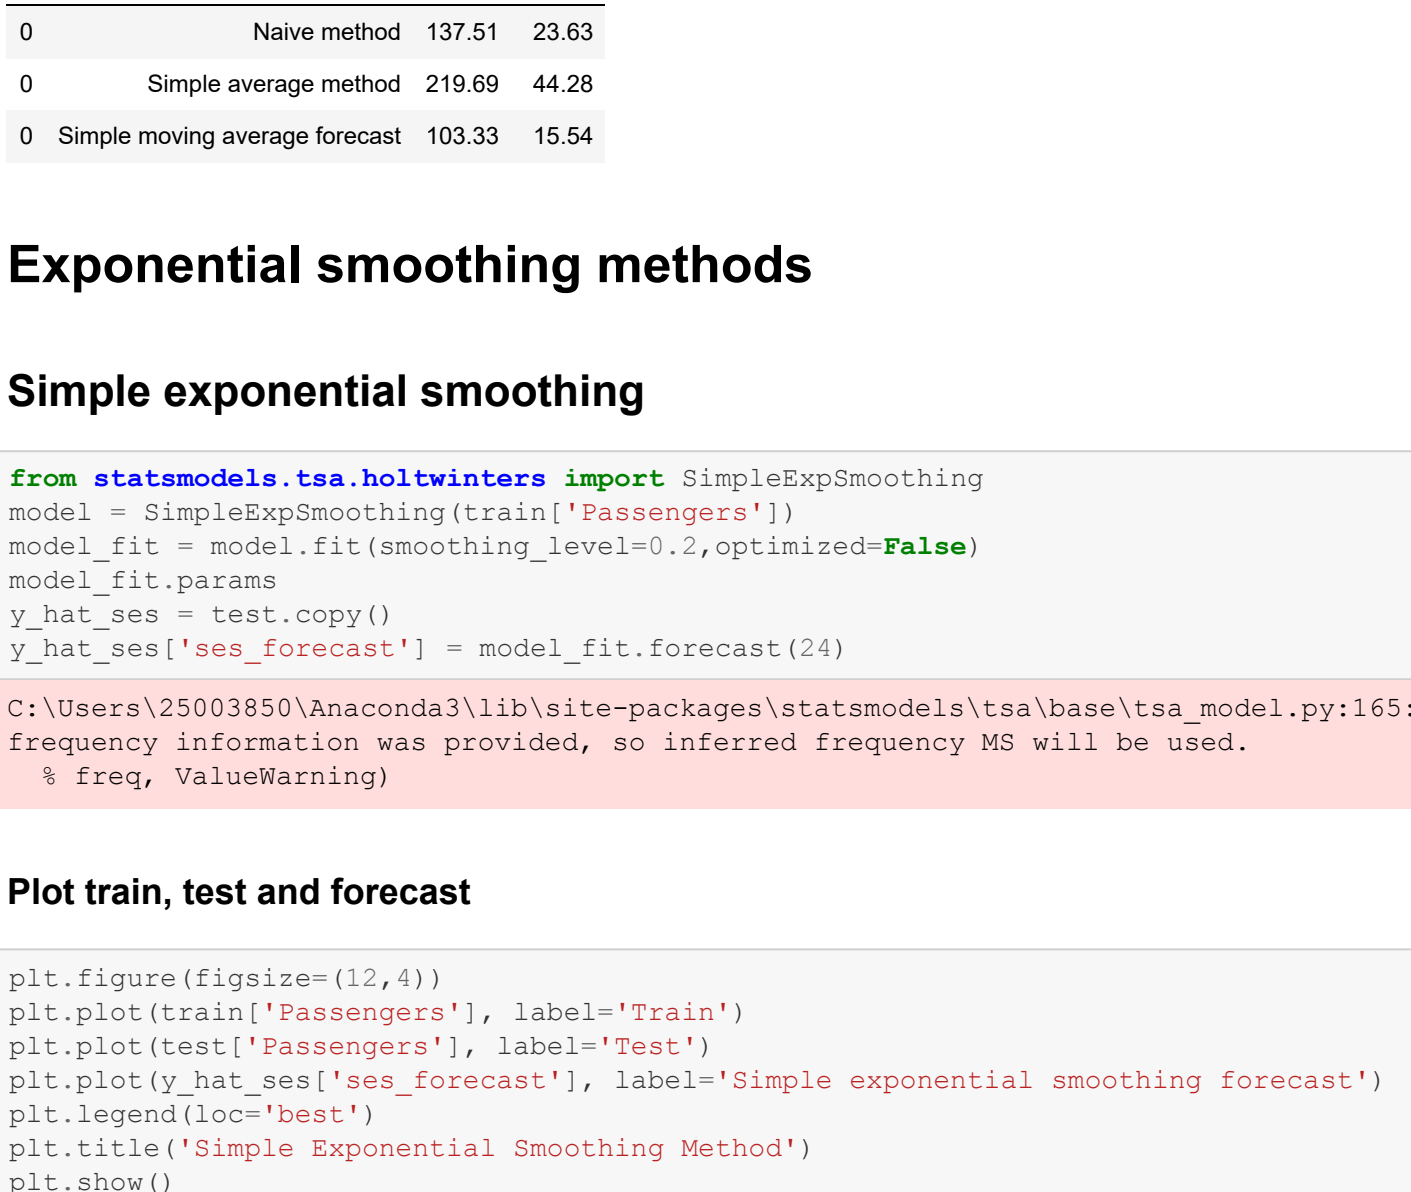 0 Naive method 137.51 23.63
0 Simple average method 219.69 44.28
0 Simple moving average forecast 103.33 15.54
Exponential smoothing methods
Simple exponential smoothing
from statsmodels.tsa.holtwinters import SimpleExpSmoothing
model = SimpleExpSmoothing(train['Passengers'])
model_fit = model.fit(smoothing_level=0.2,optimized=False)
model_fit.params
y_hat_ses = test.copy()
y_hat_ses['ses_forecast'] = model_fit.forecast(24)
C:\Users\25003850\Anaconda3\lib\site-packages\statsmodels\tsa\base\tsa_model.py:165:
frequency information was provided, so inferred frequency MS will be used.
  % freq, ValueWarning)
Plot train, test and forecast
plt.figure(figsize=(12,4))
plt.plot(train['Passengers'], label='Train')
plt.plot(test['Passengers'], label='Test')
plt.plot(y_hat_ses['ses_forecast'], label='Simple exponential smoothing forecast')
plt.legend(loc='best')
plt.title('Simple Exponential Smoothing Method')
plt.show()